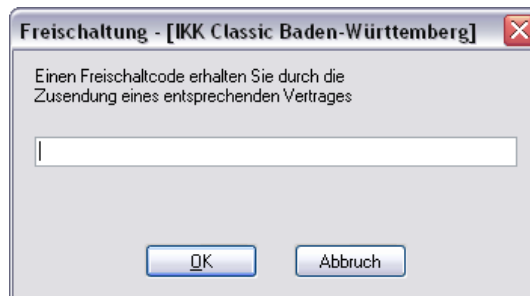 Freischaltung - [IKK Classic Baden-Württemberg]
Einen Freischaltcode erhalten Sie durch die
Zusendung eines entsprechenden Vertrages
OK
Abbruch